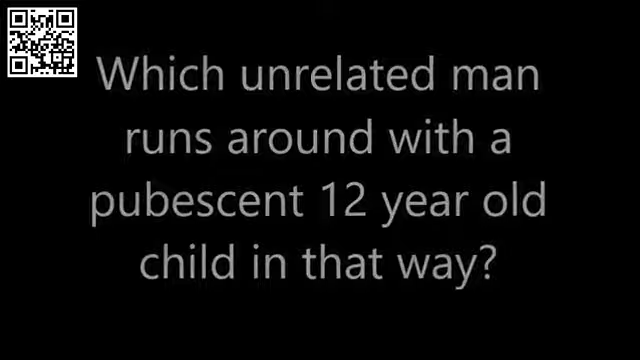 Which unrelated man
runs around with a
pubescent 12 year old
child in that way?